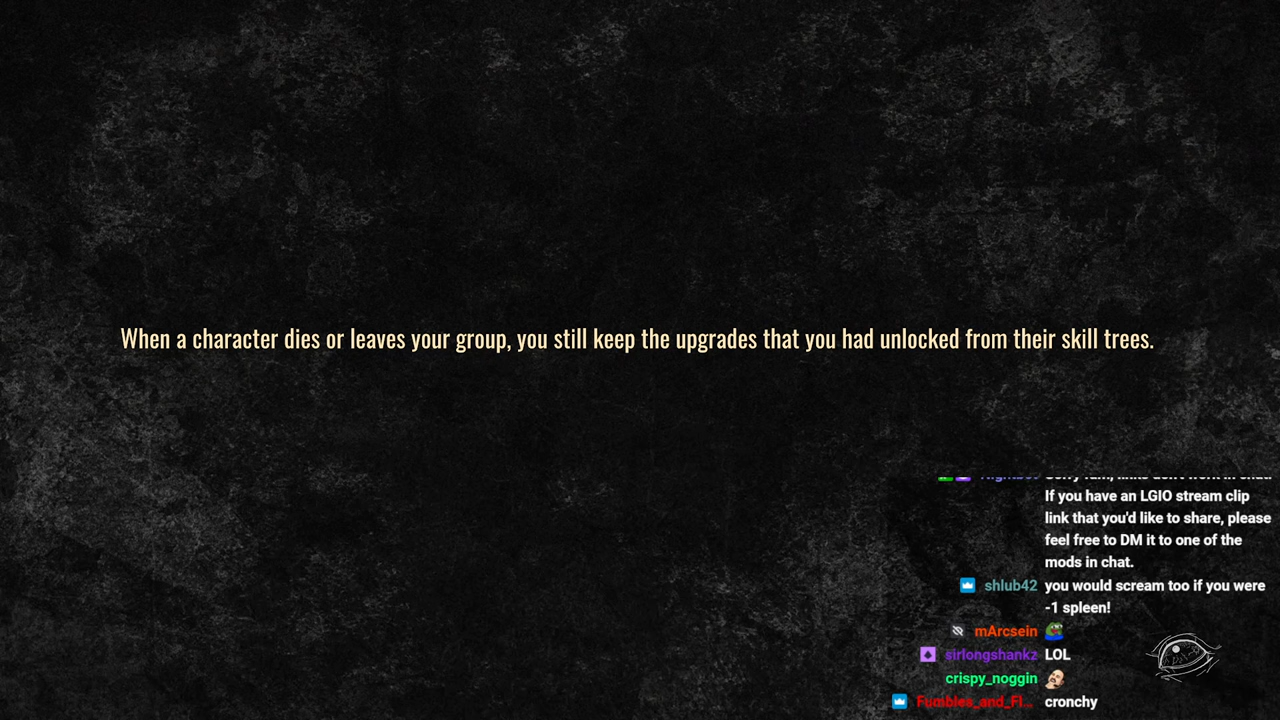 When a character dies or leaves your group, you still keep the upgrades that you had unlocked from their skill trees.
If you have an LGIO stream clip
link that you'd like to share, please
feel free to DM it to one of the
mods in chat.
shlub42 you would scream too if you were
-1 spleen!
mArcsein
sirlongshankz LOL
crispy_noggin
Fumbles_and_Fl... cronchy